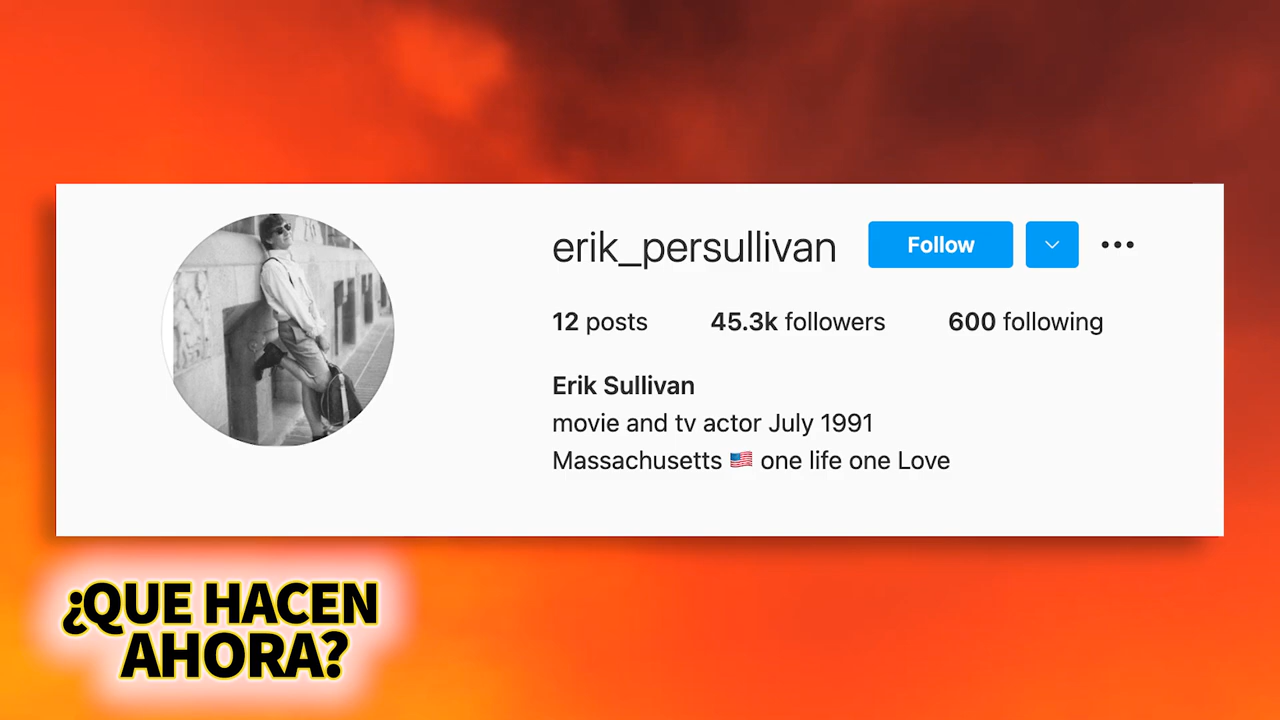 erik_persullivan Follow
12 posts 45.3k followers 600 following
Erik Sullivan
movie and tv actor July 1991
Massachusetts 🇺🇸 one life one Love
¿QUE HACEN
AHORA?